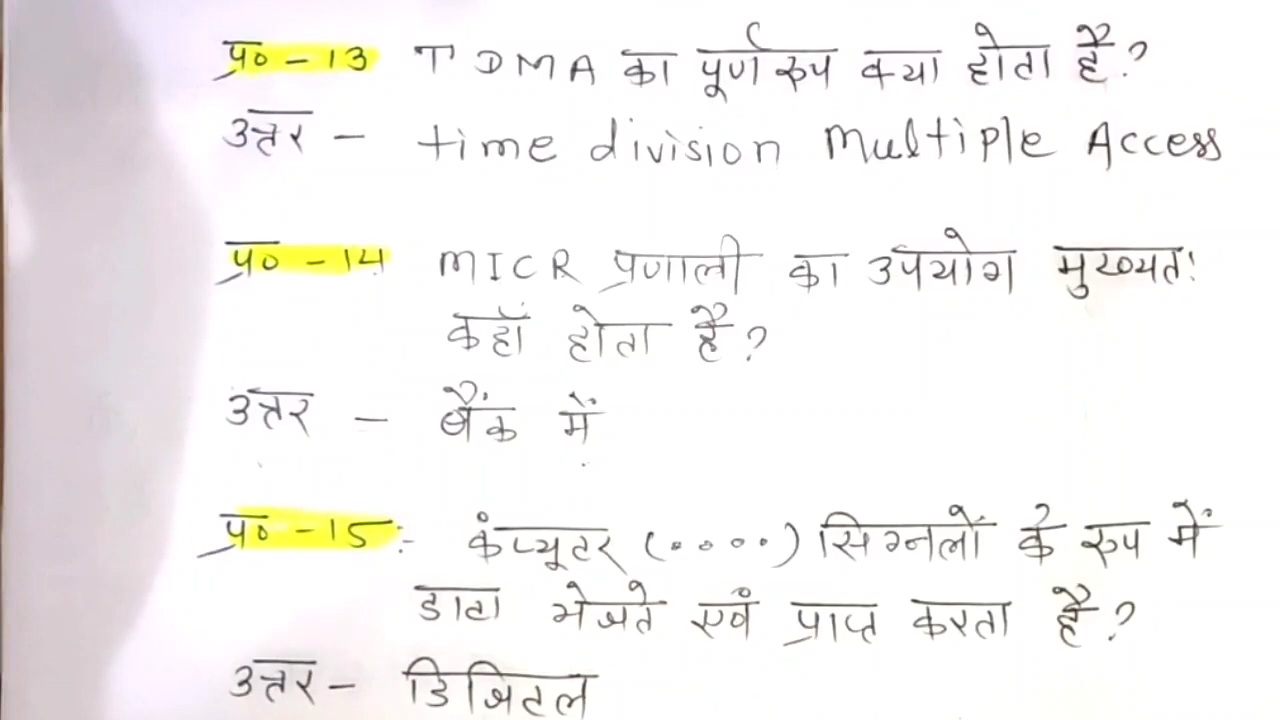 प्र० - 13 TDMA का पूर्ण रूप क्या होता है?
उत्तर - time division Multiple Access
प्र० - 14 MICR प्रणाली का उपयोग मुख्यतः
कहाँ होता है?
उत्तर - बैंक में
प्र० - 15:- कंप्यूटर (....) सिग्नलों के रूप में
डाटा भेजते एवं प्राप्त करता है?
उत्तर - डिजिटल